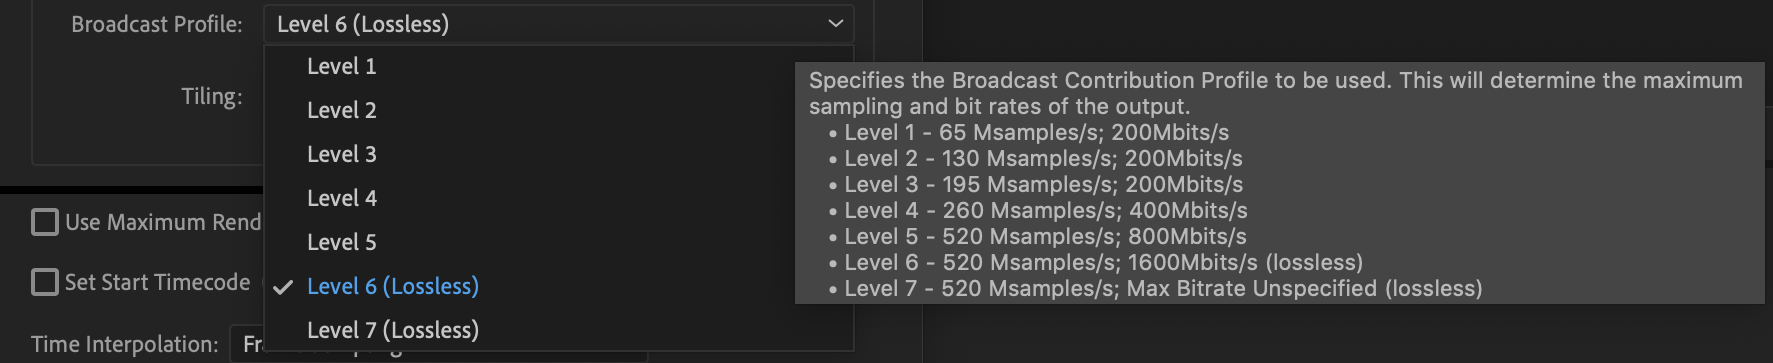 Broadcast Profile:
Level 6 (Lossless)
Level 1
Level 2
Level 3
Level 4
Level 5
Level 6 (Lossless)
Level 7 (Lossless)
Tiling:
Use Maximum Rend
Set Start Timecode
Time Interpolation:
Specifies the Broadcast Contribution Profile to be used. This will determine the maximum
sampling and bit rates of the output.
• Level 1 - 65 Msamples/s; 200Mbits/s
• Level 2 - 130 Msamples/s; 200Mbits/s
• Level 3 - 195 Msamples/s; 200Mbits/s
• Level 4 - 260 Msamples/s; 400Mbits/s
• Level 5 - 520 Msamples/s; 800Mbits/s
• Level 6 - 520 Msamples/s; 1600Mbits/s (lossless)
• Level 7 - 520 Msamples/s; Max Bitrate Unspecified (lossless)